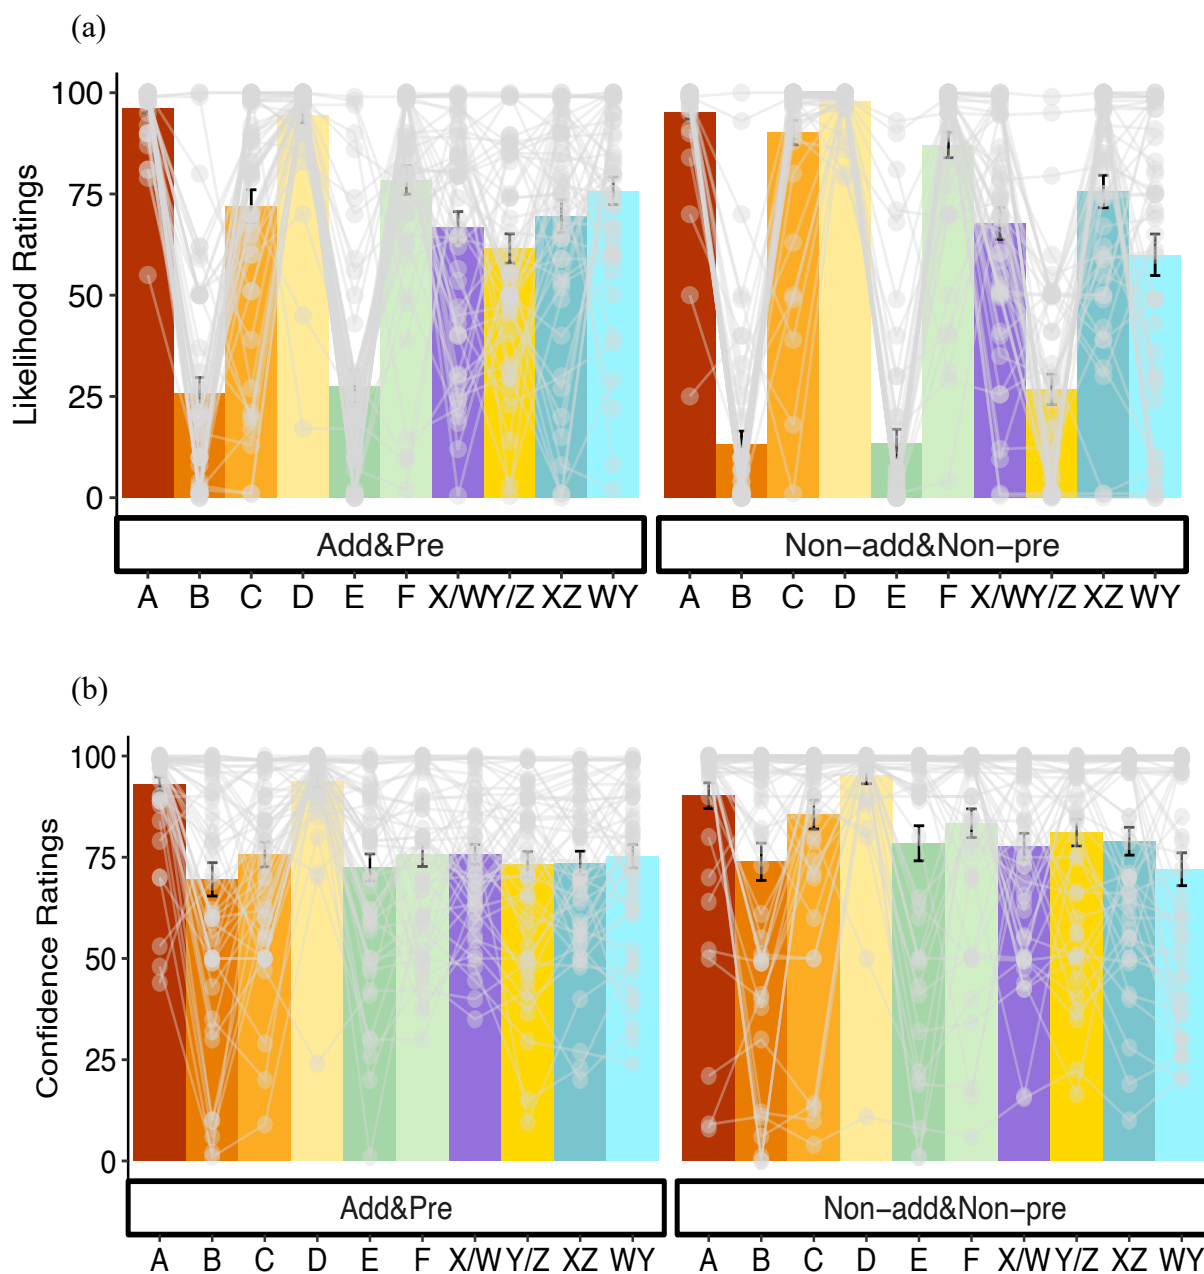 (a)
Likelihood Ratings
100
75
50
25
0
Add&Pre
Non-add&Non-pre
A B C D E F X/W Y/Z XZ WY
A B C D E F X/W Y/Z XZ WY
(b)
Confidence Ratings
100
75
50
25
0
Add&Pre
Non-add&Non-pre
A B C D E F X/W Y/Z XZ WY
A B C D E F X/W Y/Z XZ WY